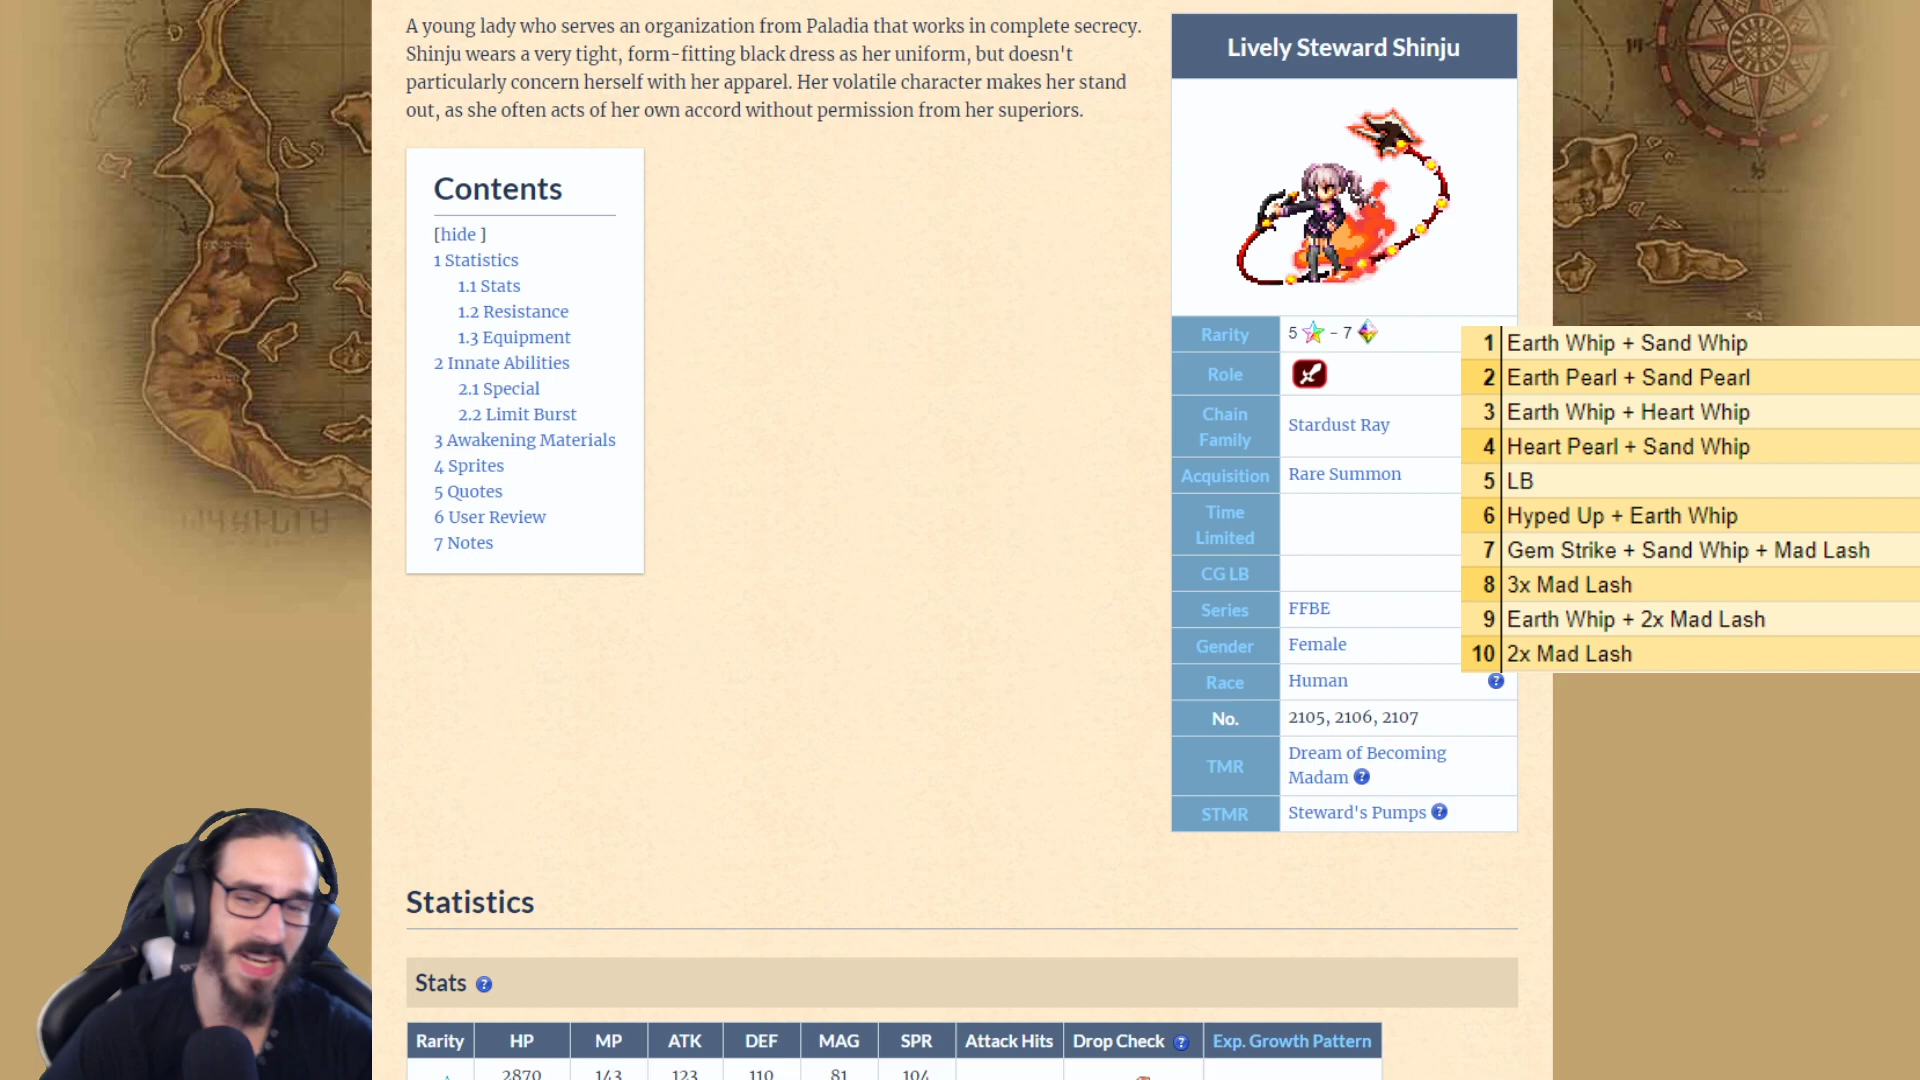 A young lady who serves an organization from Paladia that works in complete secrecy.
Shinju wears a very tight, form-fitting black dress as her uniform, but doesn't
particularly concern herself with her apparel. Her volatile character makes her stand
out, as she often acts of her own accord without permission from her superiors.
Contents
[hide ]
1 Statistics
1.1 Stats
1.2 Resistance
1.3 Equipment
2 Innate Abilities
2.1 Special
2.2 Limit Burst
3 Awakening Materials
4 Sprites
5 Quotes
6 User Review
7 Notes
Lively Steward Shinju
Rarity 5 - 7
Role
Chain Family Stardust Ray
Acquisition Rare Summon
Time Limited
CG LB
Series FFBE
Gender Female
Race Human ?
No. 2105, 2106, 2107
TMR Dream of Becoming
Madam ?
STMR Steward's Pumps ?
1 Earth Whip + Sand Whip
2 Earth Pearl + Sand Pearl
3 Earth Whip + Heart Whip
4 Heart Pearl + Sand Whip
5 LB
6 Hyped Up + Earth Whip
7 Gem Strike + Sand Whip + Mad Lash
8 3x Mad Lash
9 Earth Whip + 2x Mad Lash
10 2x Mad Lash
Statistics
Stats ?
Rarity HP MP ATK DEF MAG SPR Attack Hits Drop Check ? Exp. Growth Pattern
2870 143 123 110 81 104